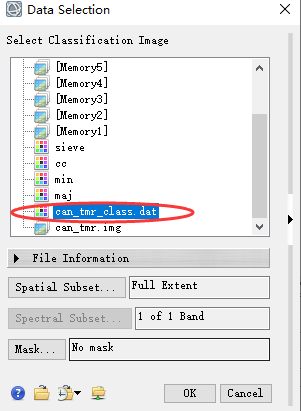 Data Selection
Select Classification Image
[Memory5]
[Memory4]
[Memory3]
[Memory2]
[Memory1]
sieve
cc
min
maj
can_tmr_class.dat
can_tmr.img
File Information
Spatial Subset... Full Extent
Spectral Subset... 1 of 1 Band
Mask... No mask
OK Cancel